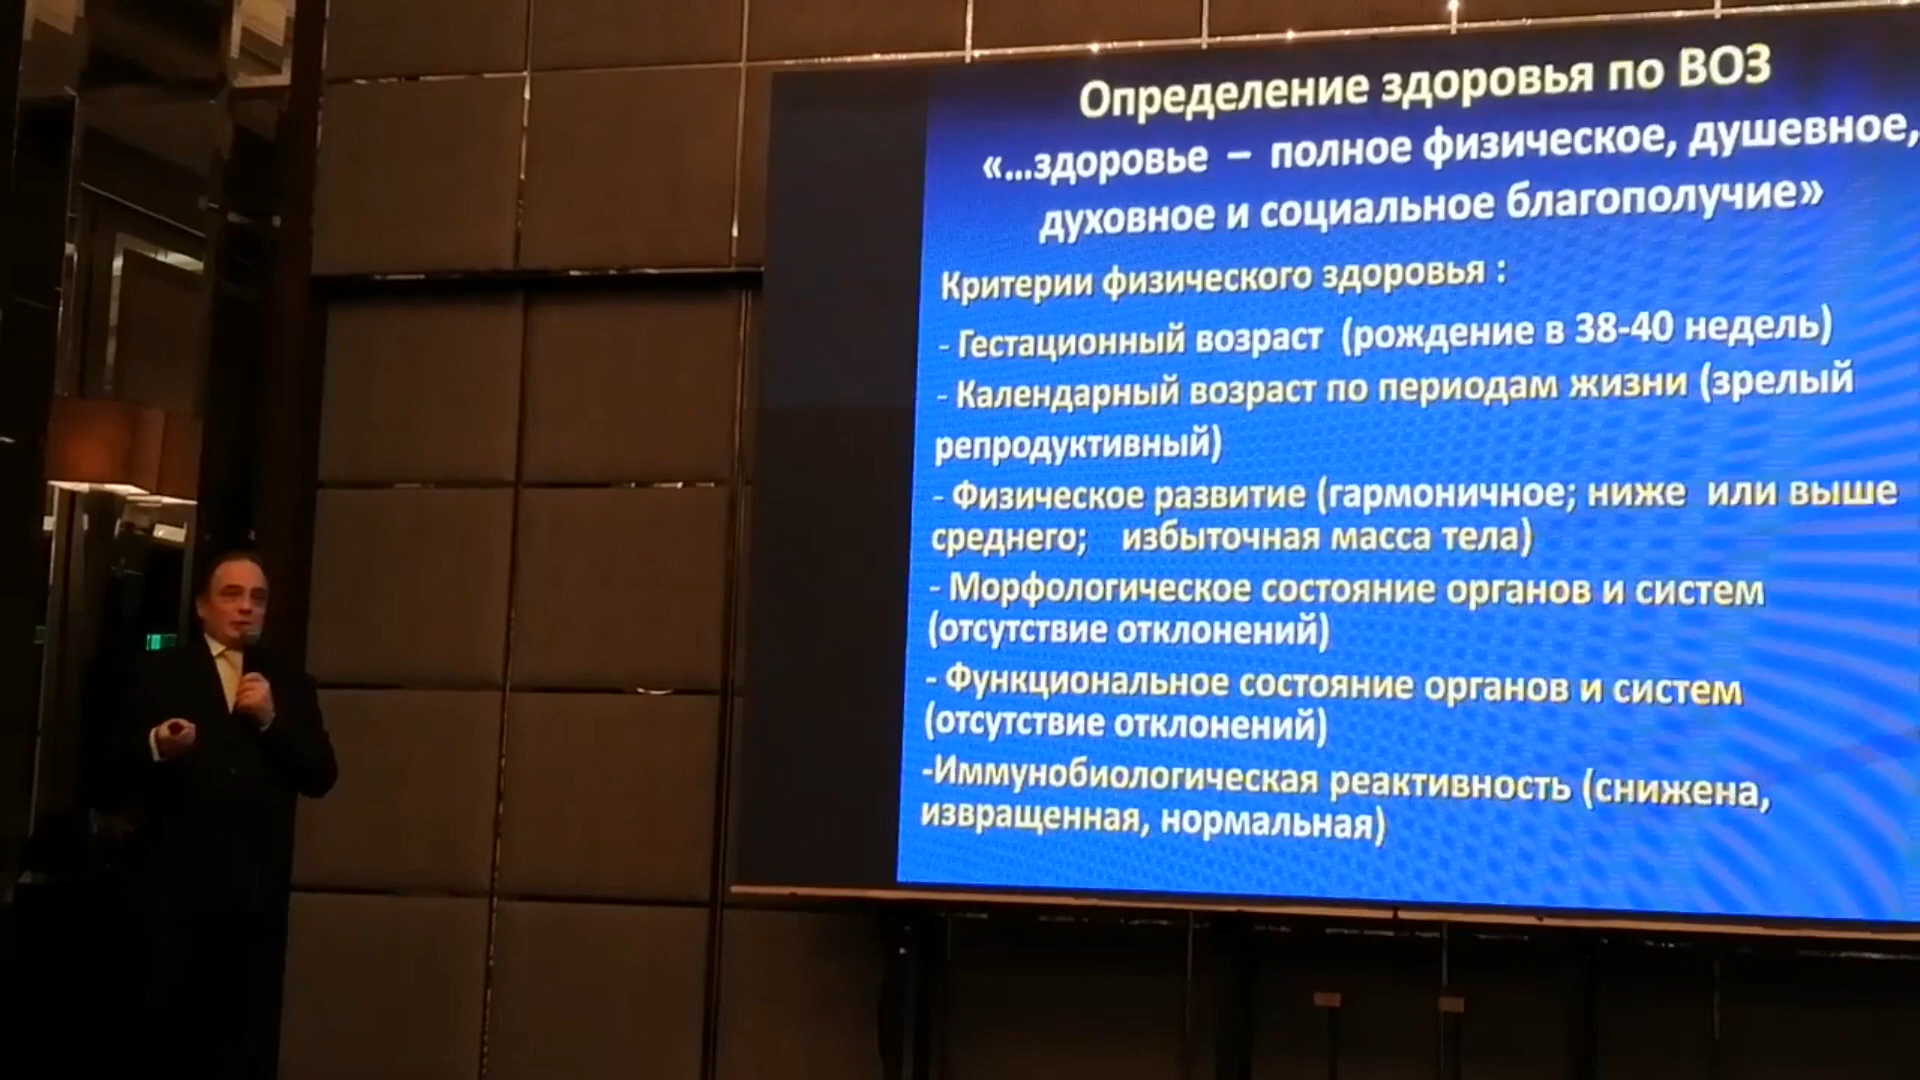 Определение здоровья по ВОЗ
«...здоровье – полное физическое, душевное,
духовное и социальное благополучие»
Критерии физического здоровья :
- Гестационный возраст (рождение в 38-40 недель)
- Календарный возраст по периодам жизни (зрелый
репродуктивный)
- Физическое развитие (гармоничное; ниже или выше
среднего; избыточная масса тела)
- Морфологическое состояние органов и систем
(отсутствие отклонений)
- Функциональное состояние органов и систем
(отсутствие отклонений)
-Иммунобиологическая реактивность (снижена,
извращенная, нормальная)